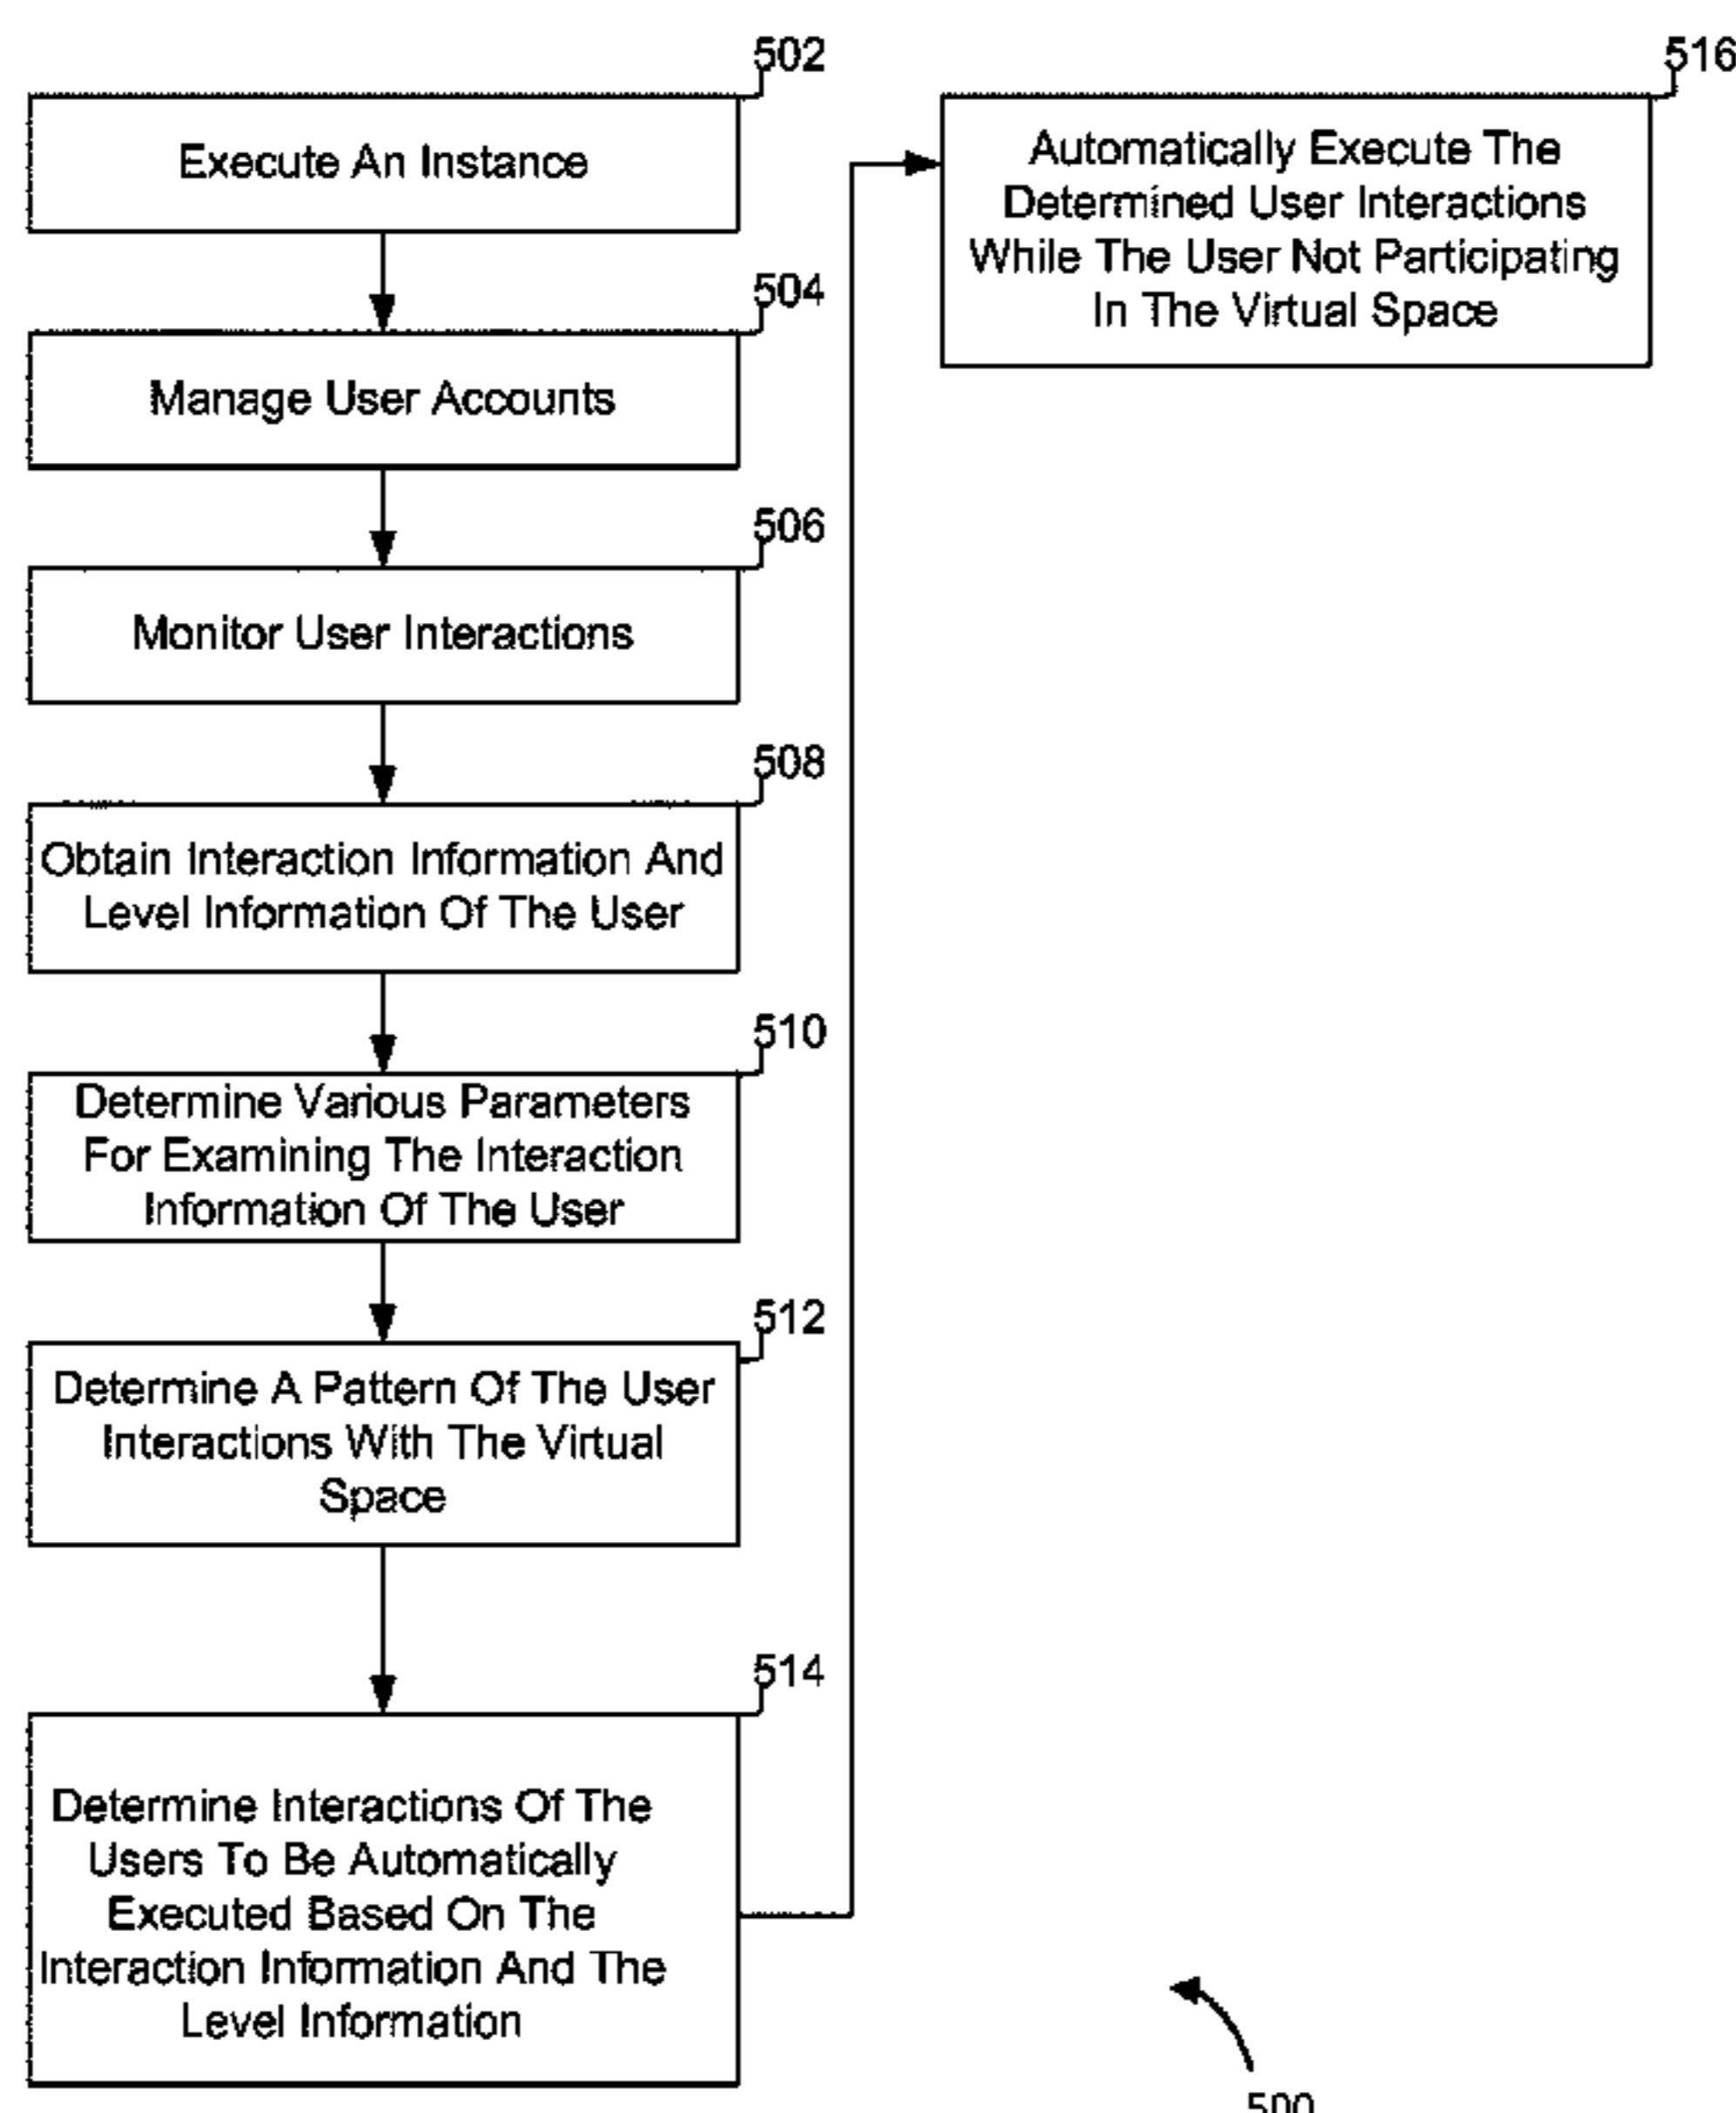 502
Execute An Instance
504
Manage User Accounts
506
Monitor User Interactions
508
Obtain Interaction Information And
Level Information Of The User
510
Determine Various Parameters
For Examining The Interaction
Information Of The User
512
Determine A Pattern Of The User
Interactions With The Virtual
Space
514
Determine Interactions Of The
Users To Be Automatically
Executed Based On The
Interaction Information And The
Level Information
516
Automatically Execute The
Determined User Interactions
While The User Not Participating
In The Virtual Space
500